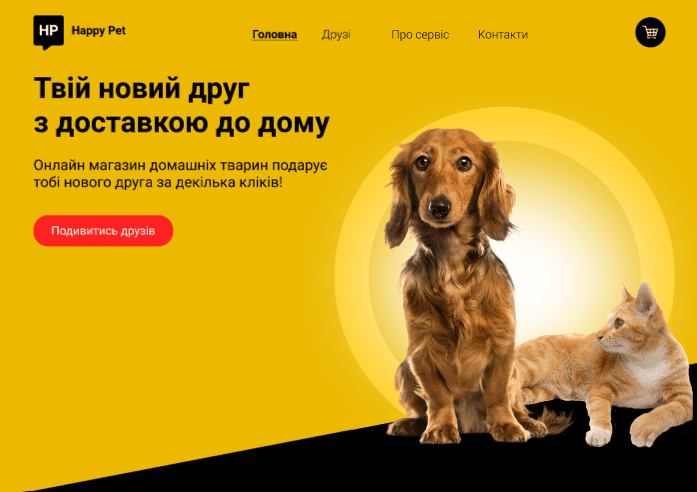 HP
Happy Pet
Головна
Друзі
Про сервіс
Контакти
Твій новий друг
з доставкою до дому
Онлайн магазин домашніх тварин подарує
тобі нового друга за декілька кліків!
Подивитись друзів